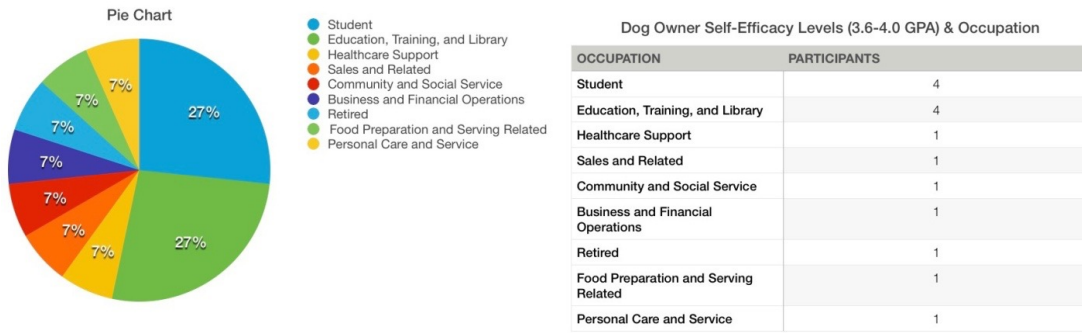 Pie Chart
27%
27%
7%
7%
7%
7%
7%
7%
7%
Student
Education, Training, and Library
Healthcare Support
Sales and Related
Community and Social Service
Business and Financial Operations
Retired
Food Preparation and Serving Related
Personal Care and Service
Dog Owner Self-Efficacy Levels (3.6-4.0 GPA) & Occupation
OCCUPATION PARTICIPANTS
Student 4
Education, Training, and Library 4
Healthcare Support 1
Sales and Related 1
Community and Social Service 1
Business and Financial 1
Operations
Retired 1
Food Preparation and Serving 1
Related
Personal Care and Service 1